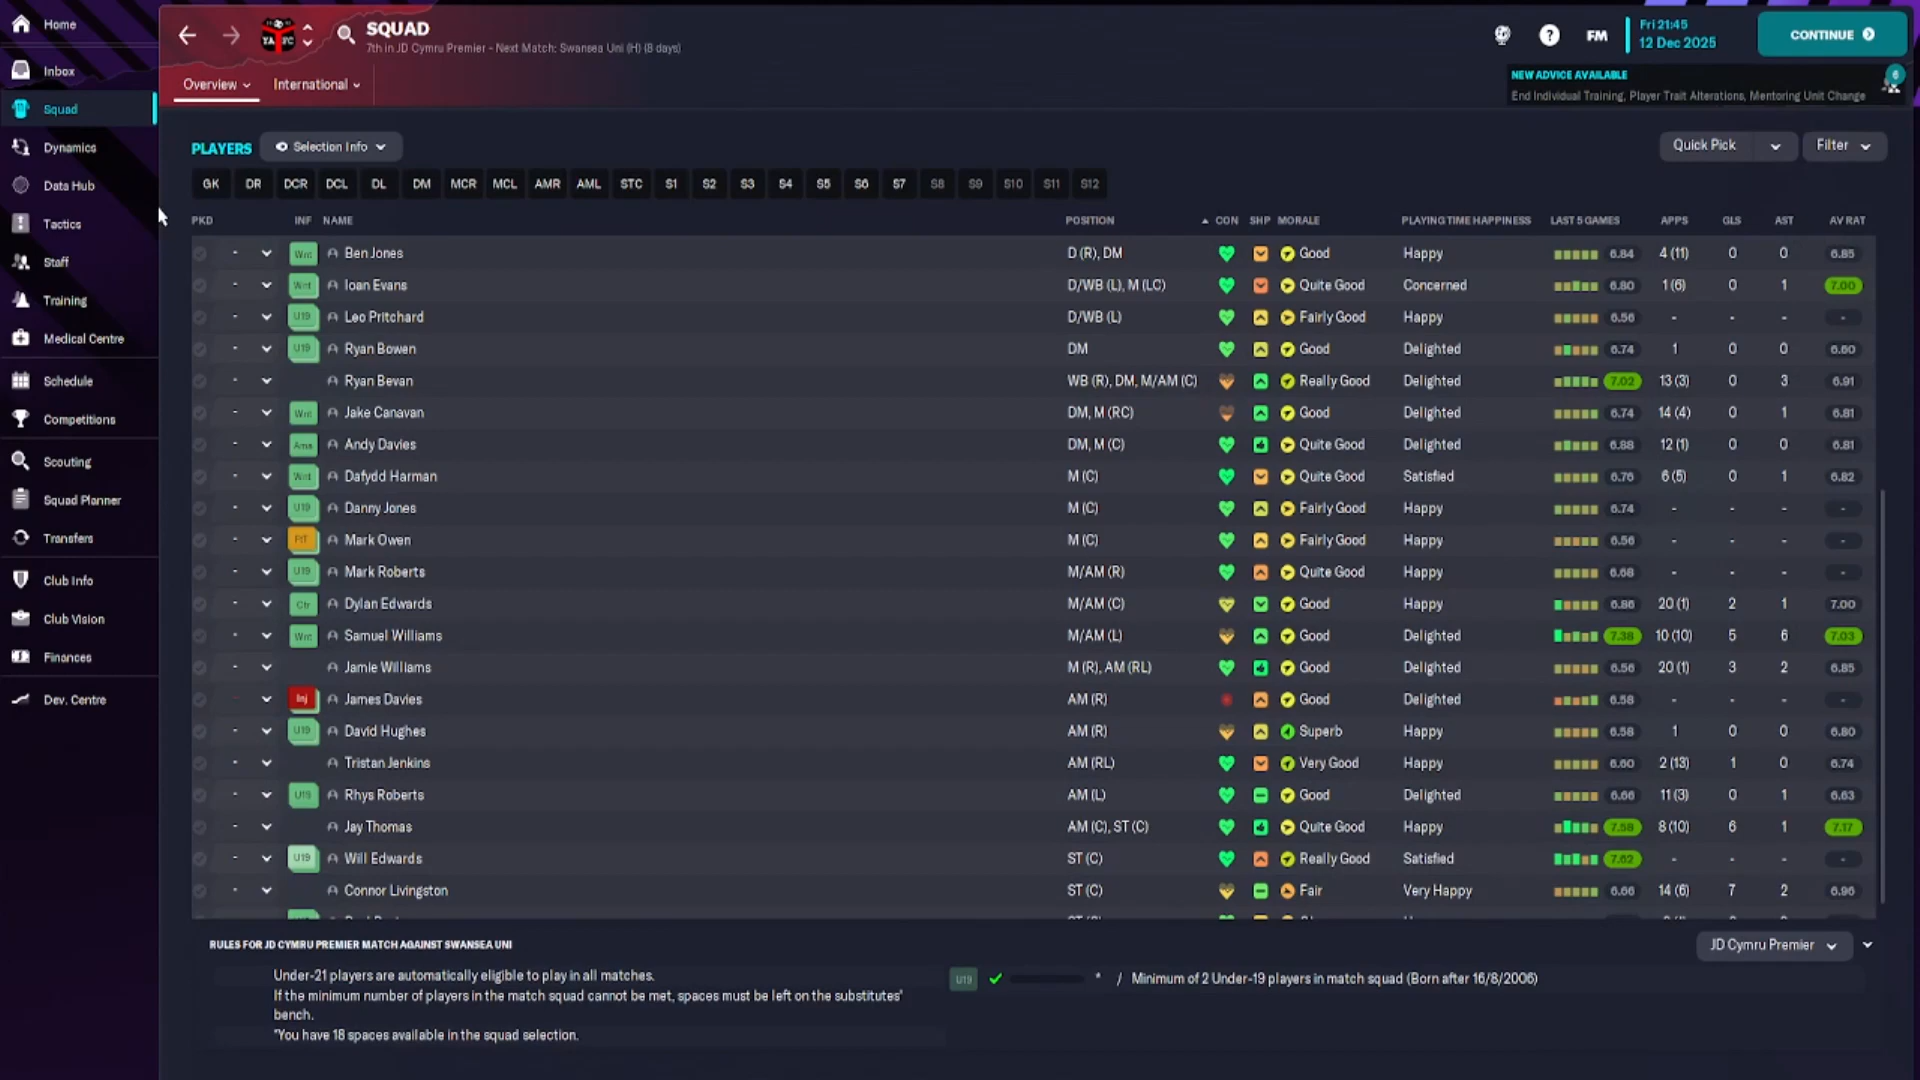 Home
Inbox
Squad
Dynamics
Data Hub
Tactics
Staff
Training
Medical Centre
Schedule
Competitions
Scouting
Squad Planner
Transfers
Club Info
Club Vision
Finances
Dev. Centre
SQUAD
7th in JD Cymru Premier - Next Match: Swansea Uni (H) (8 days)
FM
Fri 21:45
12 Dec 2025
CONTINUE
Overview International
NEW ADVICE AVAILABLE
End Individual Training, Player Trait Alterations, Mentoring Unit Change
6
PLAYERS Selection Info Quick Pick Filter
GK DR DCR DCL DL DM MCR MCL AMR AML STC S1 S2 S3 S4 S5 S6 S7 S8 S9 S10 S11 S12
PKD INF NAME POSITION CON SHP MORALE PLAYING TIME HAPPINESS LAST 5 GAMES APPS GLS AST AV RAT
- Wnt Ben Jones D (R), DM Good Happy 6.84 4 (11) 0 0 6.85
- Wnt Ioan Evans D/WB (L), M (LC) Quite Good Concerned 6.80 1 (6) 0 1 7.00
- U19 Leo Pritchard D/WB (L) Fairly Good Happy 6.56 - - - -
- U19 Ryan Bowen DM Good Delighted 6.74 1 0 0 6.60
- Ryan Bevan WB (R), DM, M/AM (C) Really Good Delighted 7.02 13 (3) 0 3 6.91
- Wnt Jake Canavan DM, M (RC) Good Delighted 6.74 14 (4) 0 1 6.81
- Ama Andy Davies DM, M (C) Quite Good Delighted 6.88 12 (1) 0 0 6.81
- Wnt Dafydd Harman M (C) Quite Good Satisfied 6.76 6 (5) 0 1 6.82
- U19 Danny Jones M (C) Fairly Good Happy 6.74 - - - -
- Mark Owen M (C) Fairly Good Happy 6.56 - - - -
- U19 Mark Roberts M/AM (R) Quite Good Happy 6.68 - - - -
- Ctr Dylan Edwards M/AM (C) Good Happy 6.86 20 (1) 2 1 7.00
- Wnt Samuel Williams M/AM (L) Good Delighted 7.38 10 (10) 5 6 7.03
- Jamie Williams M (R), AM (RL) Good Delighted 6.56 20 (1) 3 2 6.85
- Inj James Davies AM (R) Good Delighted 6.58 - - - -
- U19 David Hughes AM (R) Superb Happy 6.58 1 0 0 6.80
- Tristan Jenkins AM (RL) Very Good Happy 6.60 2 (13) 1 0 6.74
- U19 Rhys Roberts AM (L) Good Delighted 6.66 11 (3) 0 1 6.63
- Jay Thomas AM (C), ST (C) Quite Good Happy 7.58 8 (10) 6 1 7.17
- U19 Will Edwards ST (C) Really Good Satisfied 7.62 - - - -
- Connor Livingston ST (C) Fair Very Happy 6.66 14 (6) 7 2 6.96
RULES FOR JD CYMRU PREMIER MATCH AGAINST SWANSEA UNI JD Cymru Premier
Under-21 players are automatically eligible to play in all matches.
If the minimum number of players in the match squad cannot be met, spaces must be left on the substitutes'
bench.
*You have 18 spaces available in the squad selection.
U19 * / Minimum of 2 Under-19 players in match squad (Born after 16/8/2006)